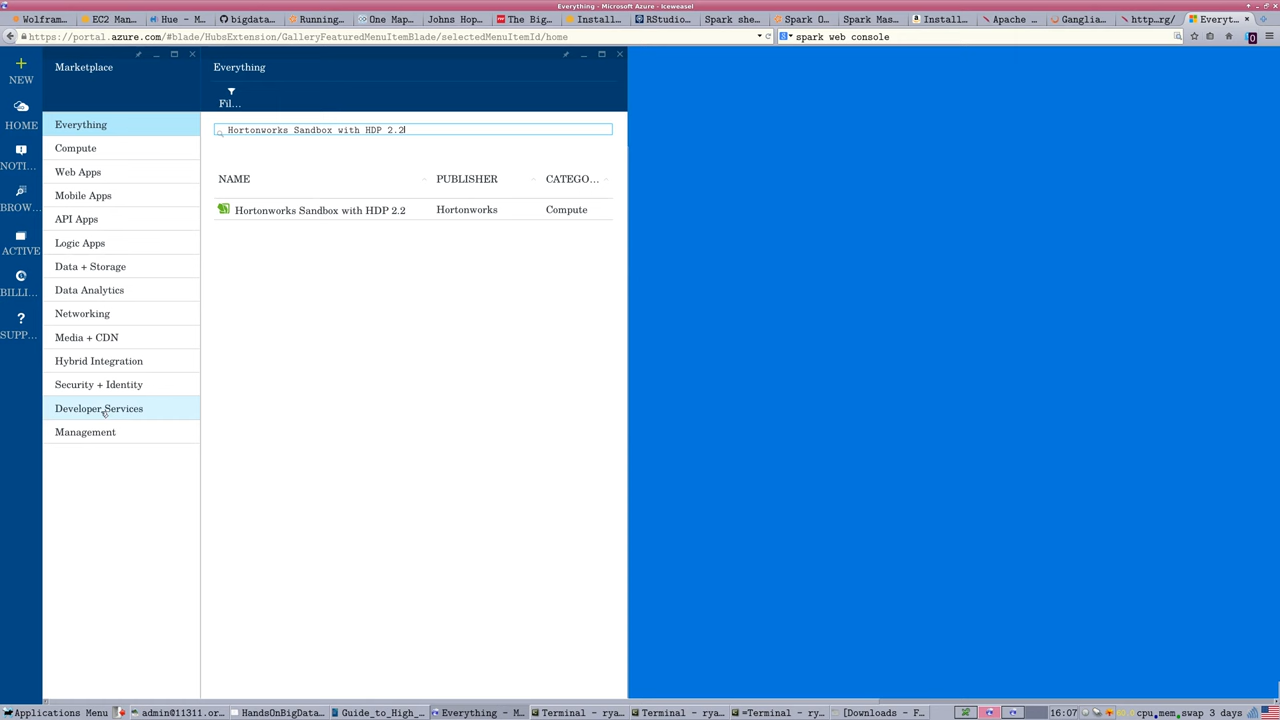 Everything - Microsoft Azure - Iceweasel
Wolfram...
EC2 Man...
Hue - M...
bigdata...
Running...
One Map...
Johns Hop...
The Big...
Install...
RStudio...
Spark she...
Spark O...
Spark Mas...
Install...
Apache ...
Ganglia...
http…rg/
Everyt...
https://portal.azure.com/#blade/HubsExtension/GalleryFeaturedMenuItemBlade/selectedMenuItemId/home
spark web console
0
NEW
HOME
NOTI...
BROW...
ACTIVE
BILLI...
SUPP...
Marketplace
Everything
Compute
Web Apps
Mobile Apps
API Apps
Logic Apps
Data + Storage
Data Analytics
Networking
Media + CDN
Hybrid Integration
Security + Identity
Developer Services
Management
Everything
Fil...
Hortonworks Sandbox with HDP 2.2
NAME PUBLISHER CATEGO...
Hortonworks Sandbox with HDP 2.2 Hortonworks Compute
Applications Menu
admin@11311.or...
HandsOnBigData...
Guide_to_High_...
Everything - M...
Terminal - rya...
Terminal - rya...
=Terminal - ry...
[Downloads - F...
16:07
cpu mem swap 3 days